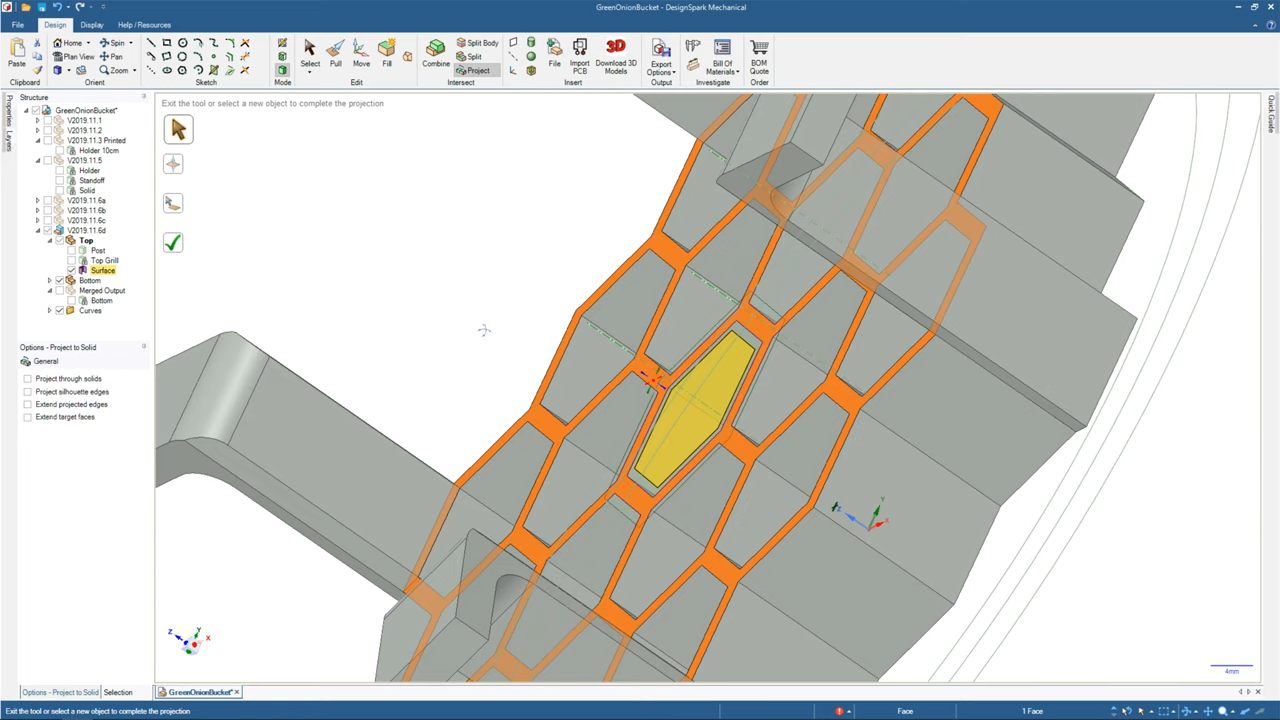 GreenOnionBucket - DesignSpark Mechanical
File
Design
Display
Help / Resources
Paste
Home
Plan View
Spin
Pan
Zoom
Select
Pull
Move
Fill
Combine
Split Body
Split
Project
File
Import PCB
3D
Download 3D Models
Export Options
Bill Of Materials
BOM Quote
Clipboard
Orient
Sketch
Mode
Edit
Intersect
Insert
Output
Investigate
Order
Properties
Layers
Quick Guide
Structure
GreenOnionBucket*
V2019.11.1
V2019.11.2
V2019.11.3 Printed
Holder 10cm
V2019.11.5
Holder
Standoff
Solid
V2019.11.6a
V2019.11.6b
V2019.11.6c
V2019.11.6d
Top
Post
Top Grill
Surface
Bottom
Merged Output
Bottom
Curves
Options - Project to Solid
General
Project through solids
Project silhouette edges
Extend projected edges
Extend target faces
Exit the tool or select a new object to complete the projection
Z
Y
X
Z
Y
X
4mm
Options - Project to Solid
Selection
GreenOnionBucket*
Exit the tool or select a new object to complete the projection
Face
1 Face